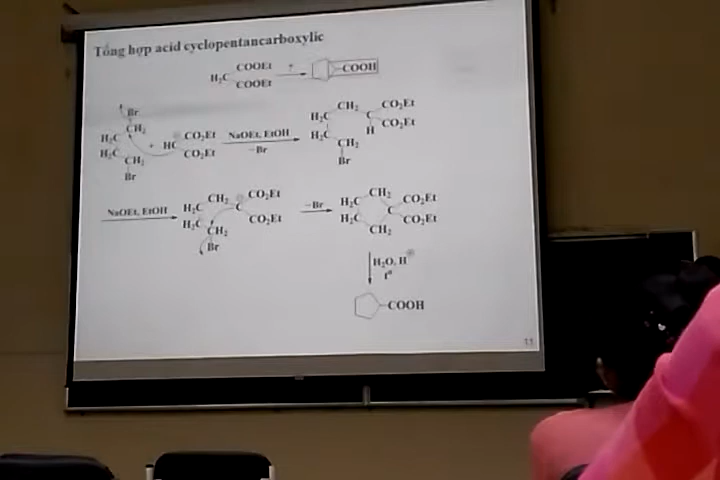 Tổng hợp acid cyclopentancarboxylic
COOEt
H₂C ? COOH
COOEt
Br
CH₂
H₂C
H₂C
CH₂
Br
+ HC
CO₂Et
CO₂Et
NaOEt, EtOH
−Br
CH₂
H₂C
H₂C
CH₂
Br
C
H
CO₂Et
CO₂Et
NaOEt, EtOH
CH₂
H₂C
H₂C
CH₂
Br
C
CO₂Et
CO₂Et
−Br
CH₂
H₂C
H₂C
CH₂
C
CO₂Et
CO₂Et
H₂O, H⊕
t°
COOH